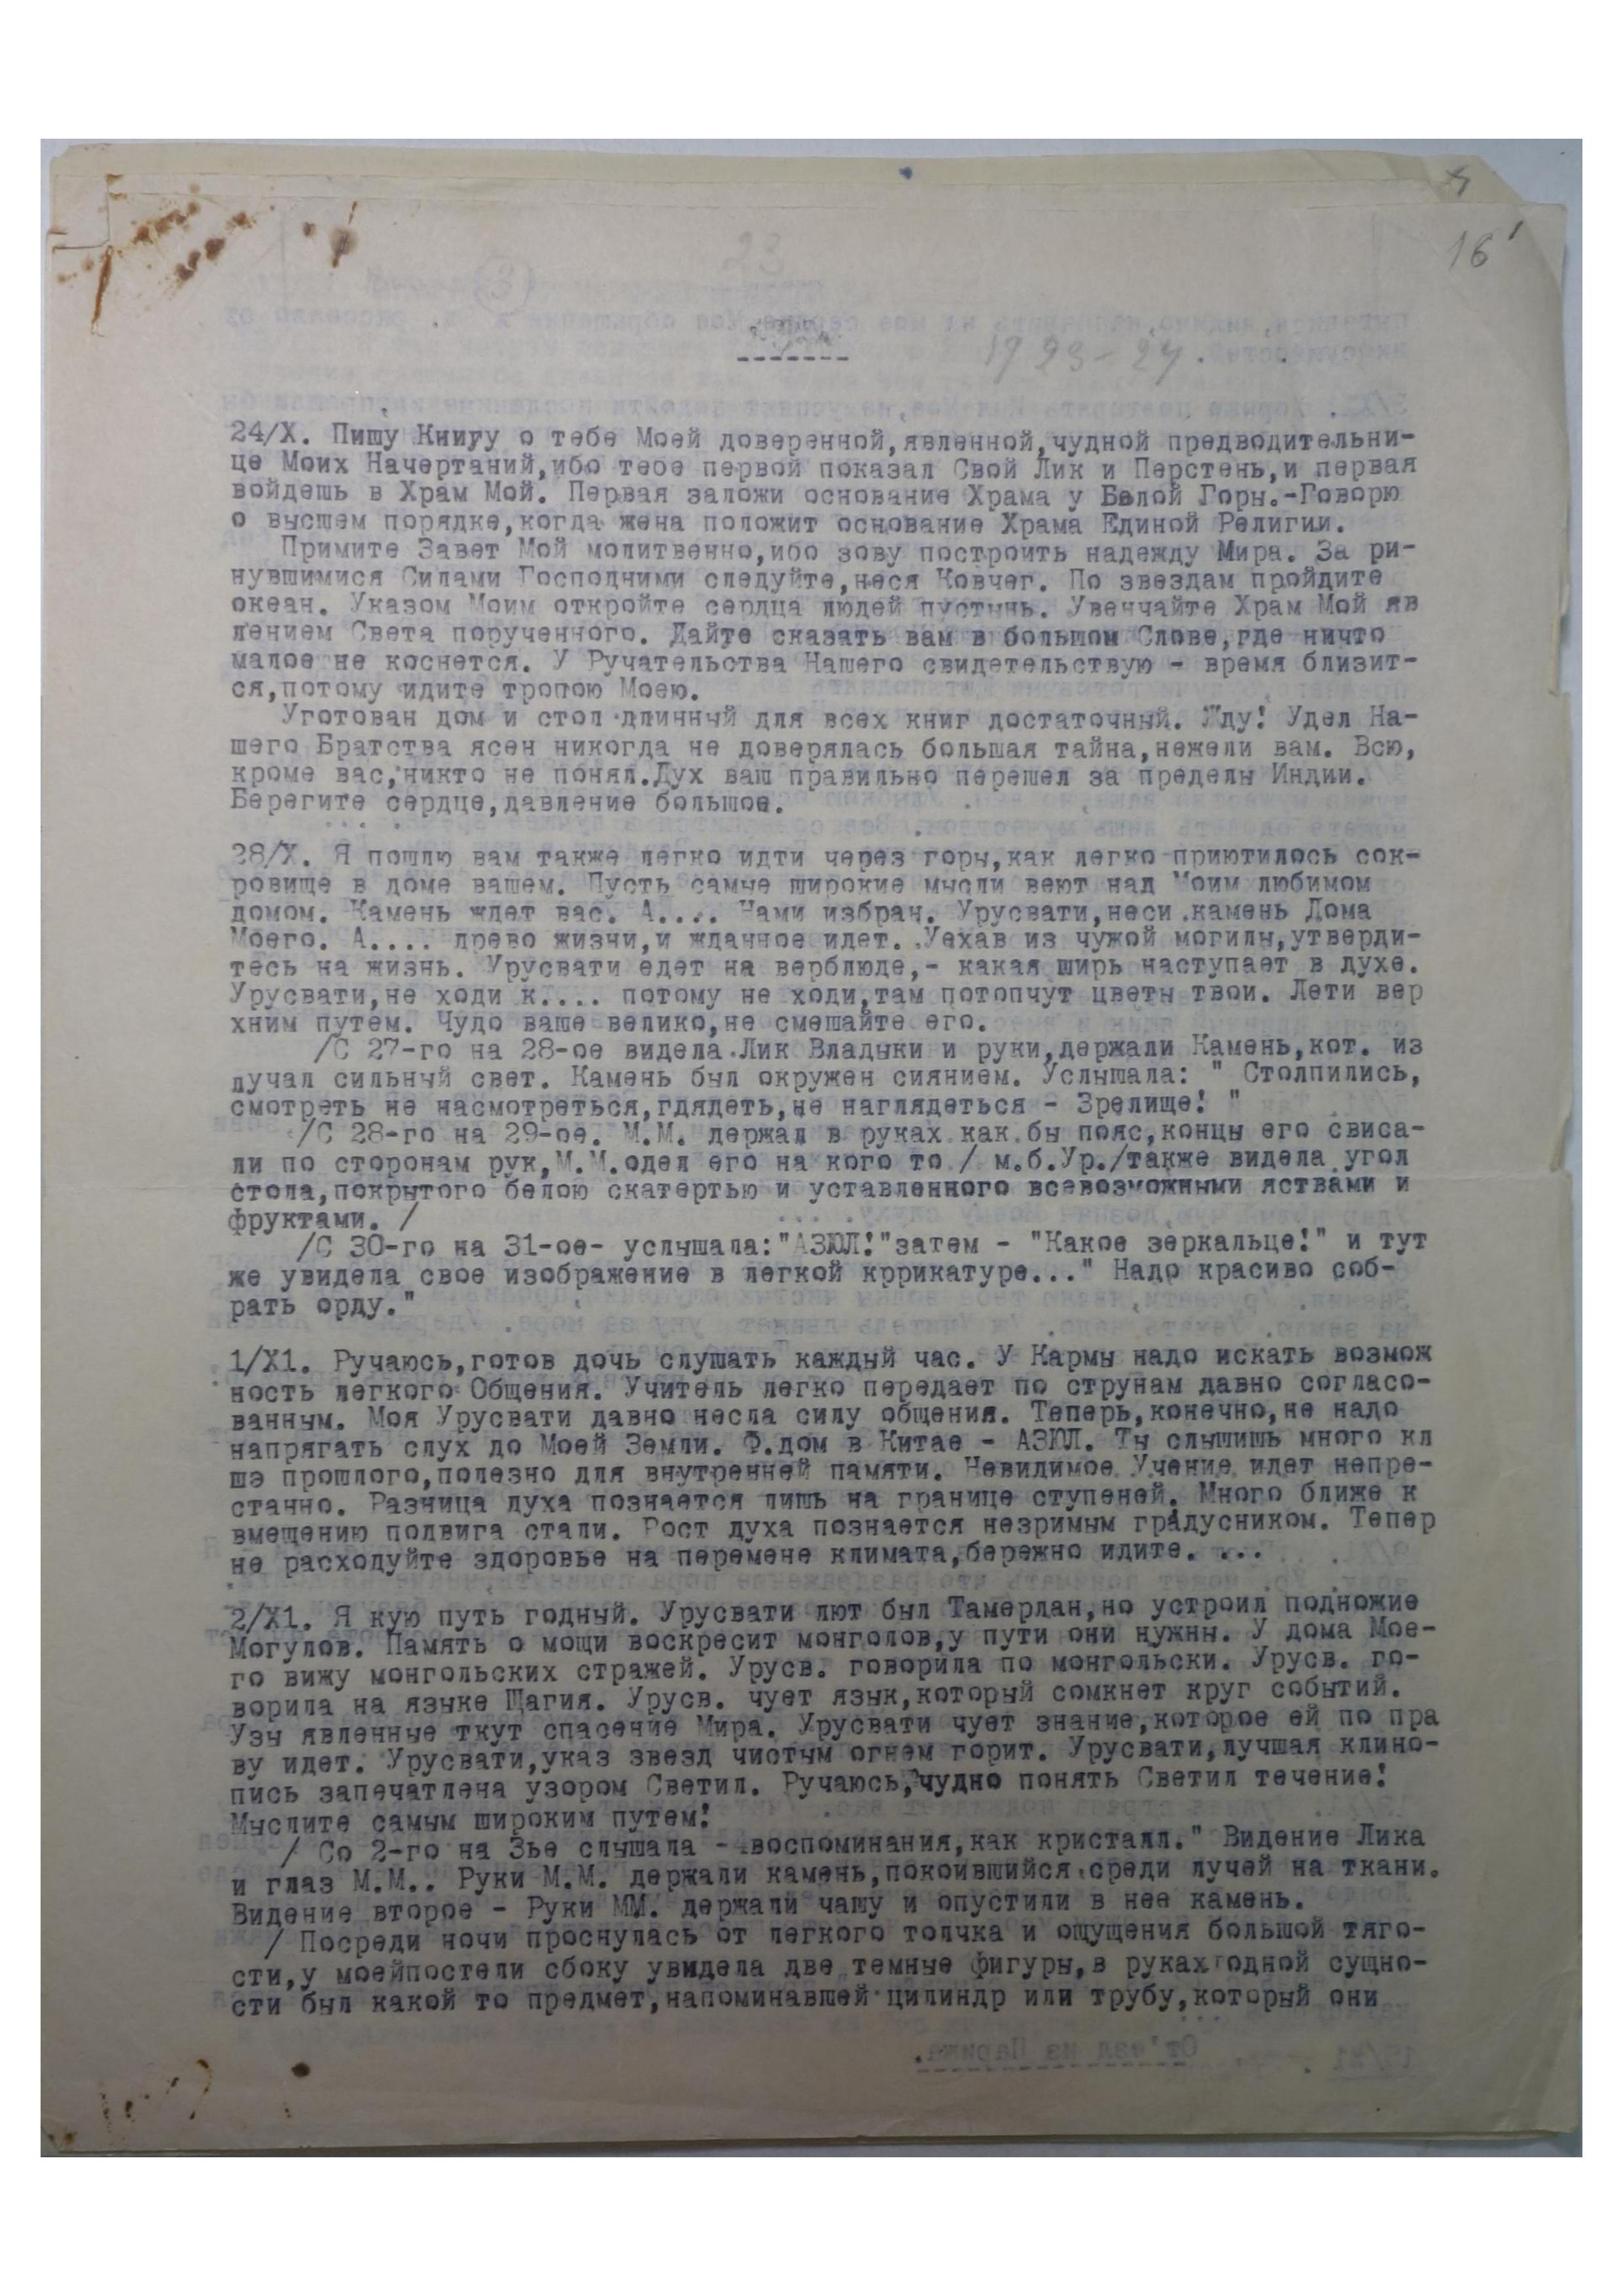 16
23
(3)
1923-24.
24/Х. Пишу Книгу о тебе Моей доверенной,явленной,чудной предводительни-
це Моих Начертаний,ибо тебе первой показал Свой Лик и Перстень,и первая
войдешь в Храм Мой. Первая заложи основание Храма у Белой Горы.-Говорю
о высшем порядке,когда жена положит основание Храма Единой Религии.
Примите Завет Мой молитвенно,ибо зову построить надежду Мира. За ри-
нувшимися Силами Господними следуйте,неся Ковчег. По звездам пройдите
океан. Указом Моим откройте сердца людей пустынь. Увенчайте Храм Мой яв
лением Света порученного. Дайте сказать вам в большом Слове,где ничто
малое не коснется. У Ручательства Нашего свидетельствую - время близит-
ся,потому идите тропою Моею.
Уготован дом и стол длинный для всех книг достаточный. Жду! Удел На-
шего Братства ясен никогда не доверялась большая тайна,нежели вам. Всю,
кроме вас,никто не понял.Дух ваш правильно перешел за пределы Индии.
Берегите сердце,давление большое.
28/Х. Я пошлю вам также легко идти через горы,как легко приютилось сок-
ровище в доме вашем. Пусть самые широкие мысли веют над Моим любимом
домом. Камень ждет вас. А.... Нами избран. Урусвати,неси камень Дома
Моего. А.... древо жизни,и жданное идет. Уехав из чужой могилы,утверди-
тесь на жизнь. Урусвати едет на верблюде,- какая ширь наступает в духе.
Урусвати,не ходи к.... потому не ходи,там потопчут цветы твои. Лети вер
хним путем. Чудо ваше велико,не смешайте его.
/С 27-го на 28-ое видела Лик Владыки и руки,держали Камень,кот. из
лучал сильный свет. Камень был окружен сиянием. Услышала: " Столпились,
смотреть не насмотреться,гдядеть,не наглядеться - Зрелище! "
/С 28-го на 29-ое. М.М. держал в руках как бы пояс,концы его свиса-
ли по сторонам рук,М.М.одел его на кого то / м.б.Ур./также видела угол
стола,покрытого белою скатертью и уставленного всевозможными яствами и
фруктами. /
/С 30-го на 31-ое- услышала:"АЗЮЛ!"затем - "Какое зеркальце!" и тут
же увидела свое изображение в легкой крикатуре..." Надо красиво соб-
рать орду."
1/Х1. Ручаюсь,готов дочь слушать каждый час. У Кармы надо искать возмож
ность легкого Общения. Учитель легко передает по струнам давно согласо-
ванным. Моя Урусвати давно несла силу общения. Теперь,конечно,не надо
напрягать слух до Моей Земли. Ф.дом в Китае - АЗЮЛ. Ты слышишь много кл
шэ прошлого,полезно для внутренней памяти. Невидимое Учение идет непре-
станно. Разница духа познается лишь на границе ступеней. Много ближе к
вмещению подвига стали. Рост духа познается незримым градусником. Тепер
не расходуйте здоровье на перемене климата,бережно идите. ...
2/Х1. Я кую путь годный. Урусвати лют был Тамерлан,но устроил подножие
Могулов. Память о мощи воскресит монголов,у пути они нужны. У дома Мое-
го вижу монгольских стражей. Урусв. говорила по монгольски. Урусв. го-
ворила на языке Щагия. Урусв. чует язык,который сомкнет круг событий.
Узы явленные ткут спасение Мира. Урусвати чует знание,которое ей по пра
ву идет. Урусвати,указ звезд чистым огнем горит. Урусвати,лучшая клино-
пись запечатлена узором Светил. Ручаюсь,чудно понять Светил течение!
Мыслите самым широким путем!
/ Со 2-го на 3ье слышала - воспоминания,как кристалл." Видение Лика
и глаз М.М.. Руки М.М. держали камень,покоившийся среди лучей на ткани.
Видение второе - Руки ММ. держали чашу и опустили в нее камень.
/ Посреди ночи проснулась от легкого толчка и ощущения большой тяго-
сти,у моейпостели сбоку увидела две темные фигуры,в руках одной сущно-
сти был какой то предмет,напоминавшей цилиндр или трубу,который они